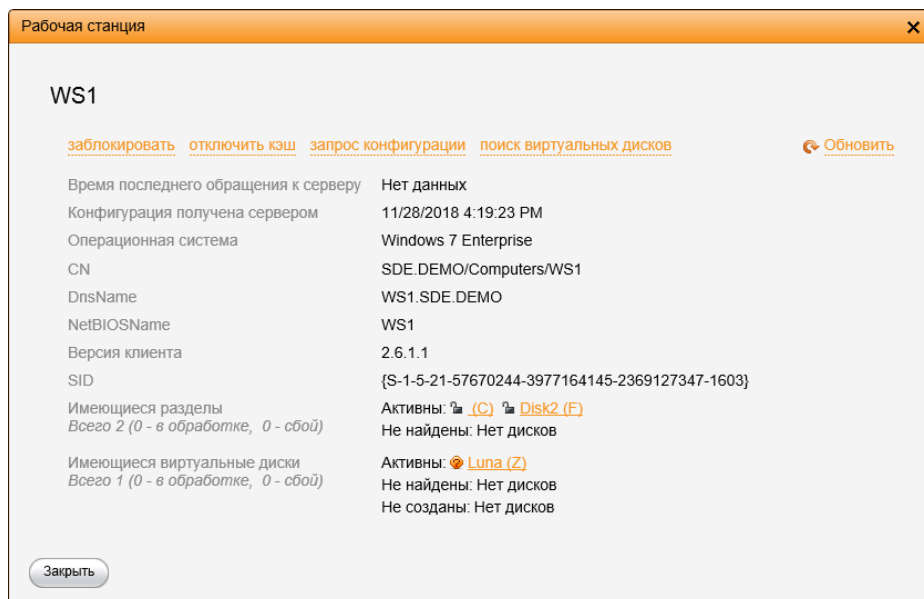 Рабочая станция
WS1
заблокировать отключить кэш запрос конфигурации поиск виртуальных дисков Обновить
Время последнего обращения к серверу Нет данных
Конфигурация получена сервером 11/28/2018 4:19:23 PM
Операционная система Windows 7 Enterprise
CN SDE.DEMO/Computers/WS1
DnsName WS1.SDE.DEMO
NetBIOSName WS1
Версия клиента 2.6.1.1
SID {S-1-5-21-57670244-3977164145-2369127347-1603}
Имеющиеся разделы Активны: (C) Disk2 (F)
Всего 2 (0 - в обработке, 0 - сбой) Не найдены: Нет дисков
Имеющиеся виртуальные диски Активны: Luna (Z)
Всего 1 (0 - в обработке, 0 - сбой) Не найдены: Нет дисков
Не созданы: Нет дисков
Закрыть